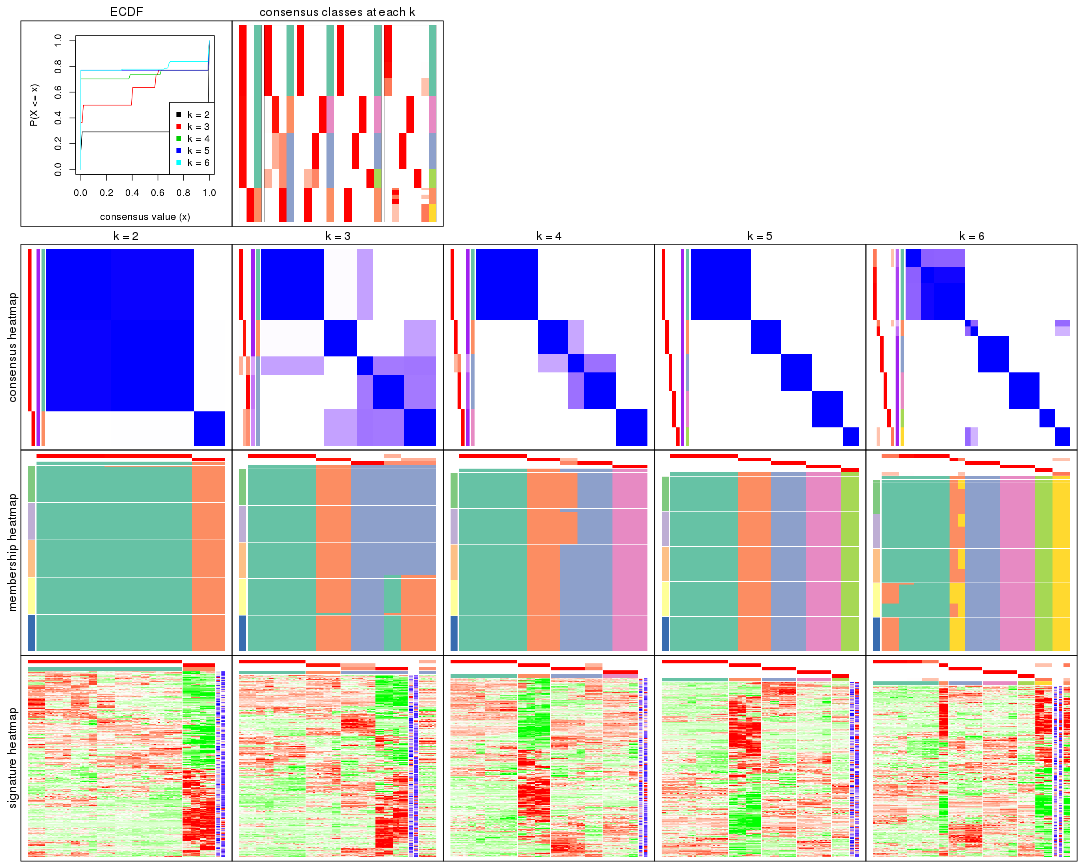 ECDF
consensus classes at each k
P(X <= x)
1.0
0.8
0.6
0.4
0.2
0.0
k = 2
k = 3
k = 4
k = 5
k = 6
0.0 0.2 0.4 0.6 0.8 1.0
consensus value (x)
k = 2
k = 3
k = 4
k = 5
k = 6
consensus heatmap
membership heatmap
signature heatmap